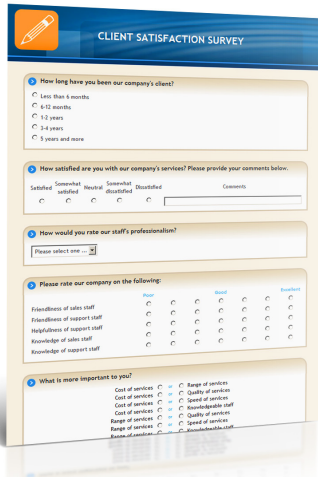 CLIENT SATISFACTION SURVEY
How long have you been our company's client?
Less than 6 months
6-12 months
1-2 years
3-4 years
5 years and more
How satisfied are you with our company's services? Please provide your comments below.
Satisfied Somewhat satisfied Neutral Somewhat dissatisfied Dissatisfied Comments
How would you rate our staff's professionalism?
Please select one ...
Please rate our company on the following:
Poor Good Excellent
Friendliness of sales staff
Friendliness of support staff
Helpfullness of support staff
Knowledge of sales staff
Knowledge of support staff
What is more important to you?
Cost of services or Range of services
Cost of services or Quality of services
Cost of services or Speed of services
Cost of services or Knowledgeable staff
Range of services or Quality of services
Range of services or Speed of services
Range of services or Knowledgeable staff